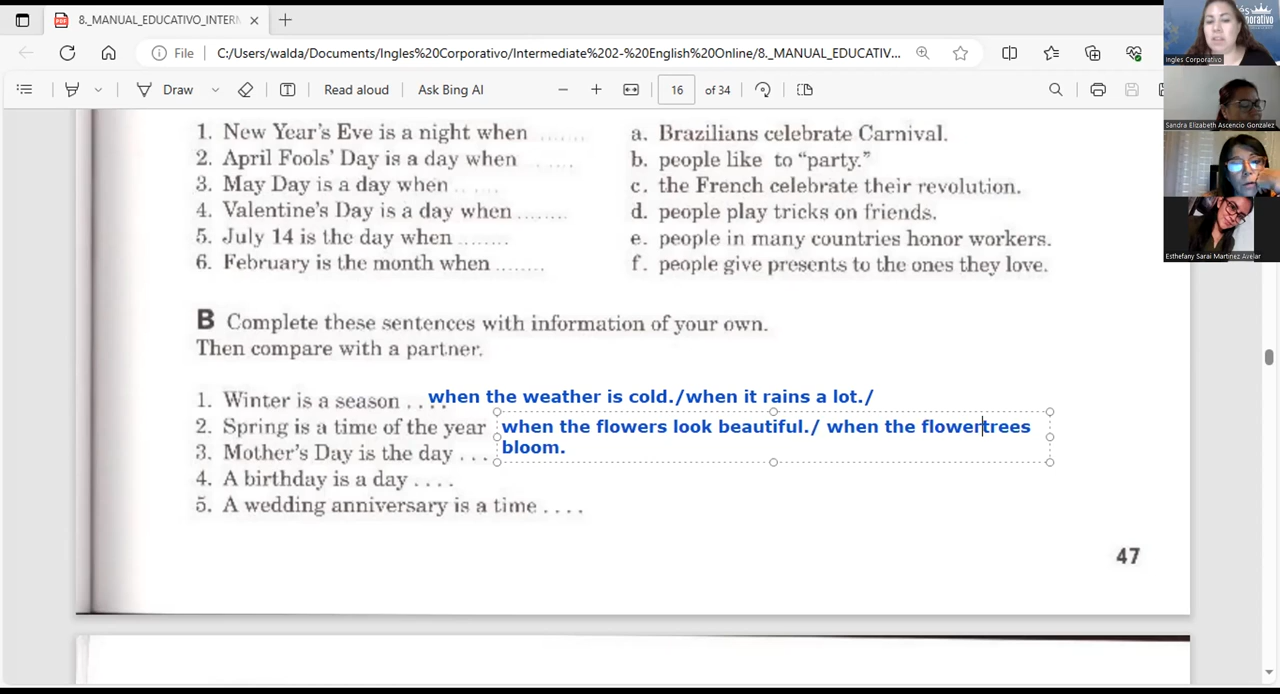 8._MANUAL_EDUCATIVO_INTERM
File C:/Users/walda/Documents/Ingles%20Corporativo/Intermediate%202-%20English%20Online/8._MANUAL_EDUCATIV...
Draw Read aloud Ask Bing AI 16 of 34
Ingles Corporativo
Sandra Elizabeth Ascencio Gonzalez
Esthefany Sarai Martinez Avelar
1. New Year's Eve is a night when ......
2. April Fools' Day is a day when . ....
3. May Day is a day when .. ...
4. Valentine's Day is a day when ........
5. July 14 is the day when ........
6. February is the month when ........
a. Brazilians celebrate Carnival.
b. people like to "party."
c. the French celebrate their revolution.
d. people play tricks on friends.
e. people in many countries honor workers.
f. people give presents to the ones they love.
B Complete these sentences with information of your own.
Then compare with a partner.
1. Winter is a season . . . . when the weather is cold./when it rains a lot./
2. Spring is a time of the year when the flowers look beautiful./ when the flowertrees
bloom.
3. Mother's Day is the day . . .
4. A birthday is a day . . . .
5. A wedding anniversary is a time . . . .
47